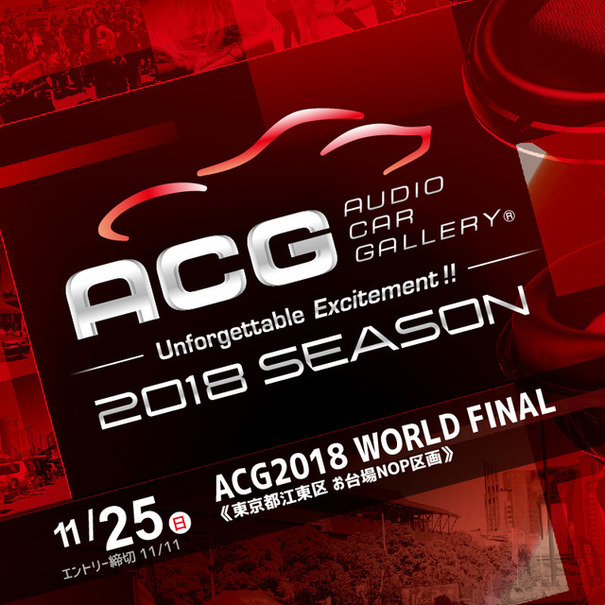 ACG
AUDIO
CAR
GALLERY®
Unforgettable Excitement!!
2018 SEASON
ACG2018 WORLD FINAL
《東京都江東区 お台場NOP区画》
11/25日
エントリー締切 11/11